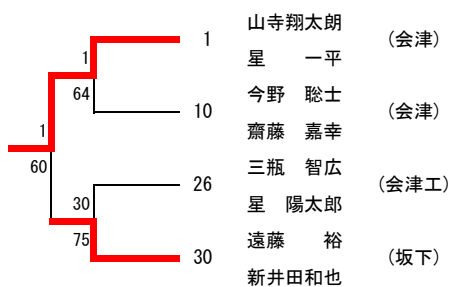 山寺翔太朗
1 (会津)
星 一平
1
64
今野 聡士
10 (会津)
齋藤 嘉幸
1
60
三瓶 智広
26 (会津工)
星 陽太郎
30
75
遠藤 裕
30 (坂下)
新井田和也